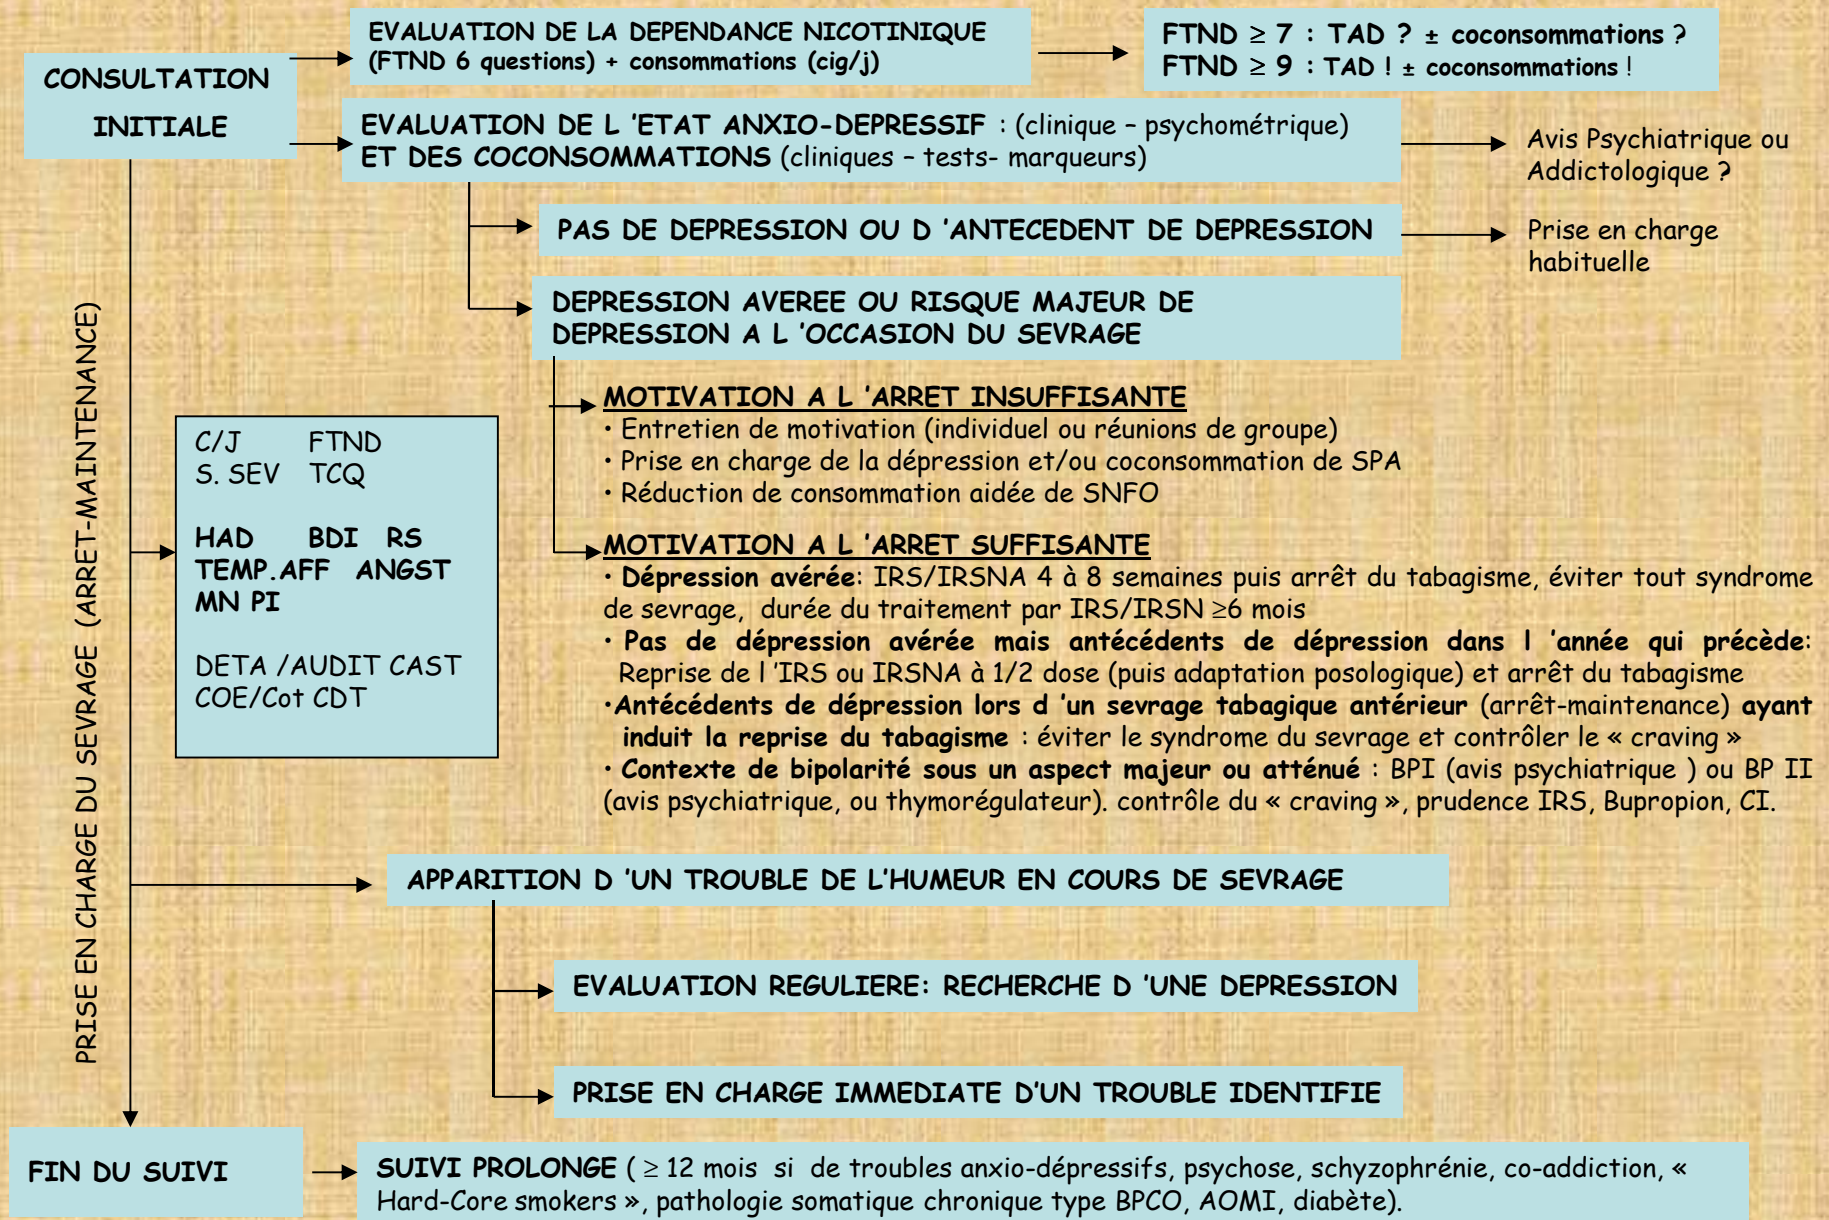 EVALUATION DE LA DEPENDANCE NICOTINIQUE
(FTND 6 questions) + consommations (cig/j)
FTND ≥ 7 : TAD ? ± coconsommations ?
FTND ≥ 9 : TAD ! ± coconsommations !
CONSULTATION
INITIALE
EVALUATION DE L 'ETAT ANXIO-DEPRESSIF : (clinique – psychométrique)
ET DES COCONSOMMATIONS (cliniques – tests- marqueurs)
Avis Psychiatrique ou
Addictologique ?
PAS DE DEPRESSION OU D 'ANTECEDENT DE DEPRESSION
Prise en charge
habituelle
DEPRESSION AVEREE OU RISQUE MAJEUR DE
DEPRESSION A L 'OCCASION DU SEVRAGE
PRISE EN CHARGE DU SEVRAGE (ARRET-MAINTENANCE)
C/J FTND
S. SEV TCQ
HAD BDI RS
TEMP.AFF ANGST
MN PI
DETA /AUDIT CAST
COE/Cot CDT
MOTIVATION A L 'ARRET INSUFFISANTE
• Entretien de motivation (individuel ou réunions de groupe)
• Prise en charge de la dépression et/ou coconsommation de SPA
• Réduction de consommation aidée de SNFO
MOTIVATION A L 'ARRET SUFFISANTE
• Dépression avérée: IRS/IRSNA 4 à 8 semaines puis arrêt du tabagisme, éviter tout syndrome
de sevrage, durée du traitement par IRS/IRSN ≥6 mois
• Pas de dépression avérée mais antécédents de dépression dans l 'année qui précède:
Reprise de l 'IRS ou IRSNA à 1/2 dose (puis adaptation posologique) et arrêt du tabagisme
•Antécédents de dépression lors d 'un sevrage tabagique antérieur (arrêt-maintenance) ayant
induit la reprise du tabagisme : éviter le syndrome du sevrage et contrôler le « craving »
• Contexte de bipolarité sous un aspect majeur ou atténué : BPI (avis psychiatrique ) ou BP II
(avis psychiatrique, ou thymorégulateur). contrôle du « craving », prudence IRS, Bupropion, CI.
APPARITION D 'UN TROUBLE DE L'HUMEUR EN COURS DE SEVRAGE
EVALUATION REGULIERE: RECHERCHE D 'UNE DEPRESSION
PRISE EN CHARGE IMMEDIATE D'UN TROUBLE IDENTIFIE
FIN DU SUIVI
SUIVI PROLONGE ( ≥ 12 mois si de troubles anxio-dépressifs, psychose, schyzophrénie, co-addiction, «
Hard-Core smokers », pathologie somatique chronique type BPCO, AOMI, diabète).